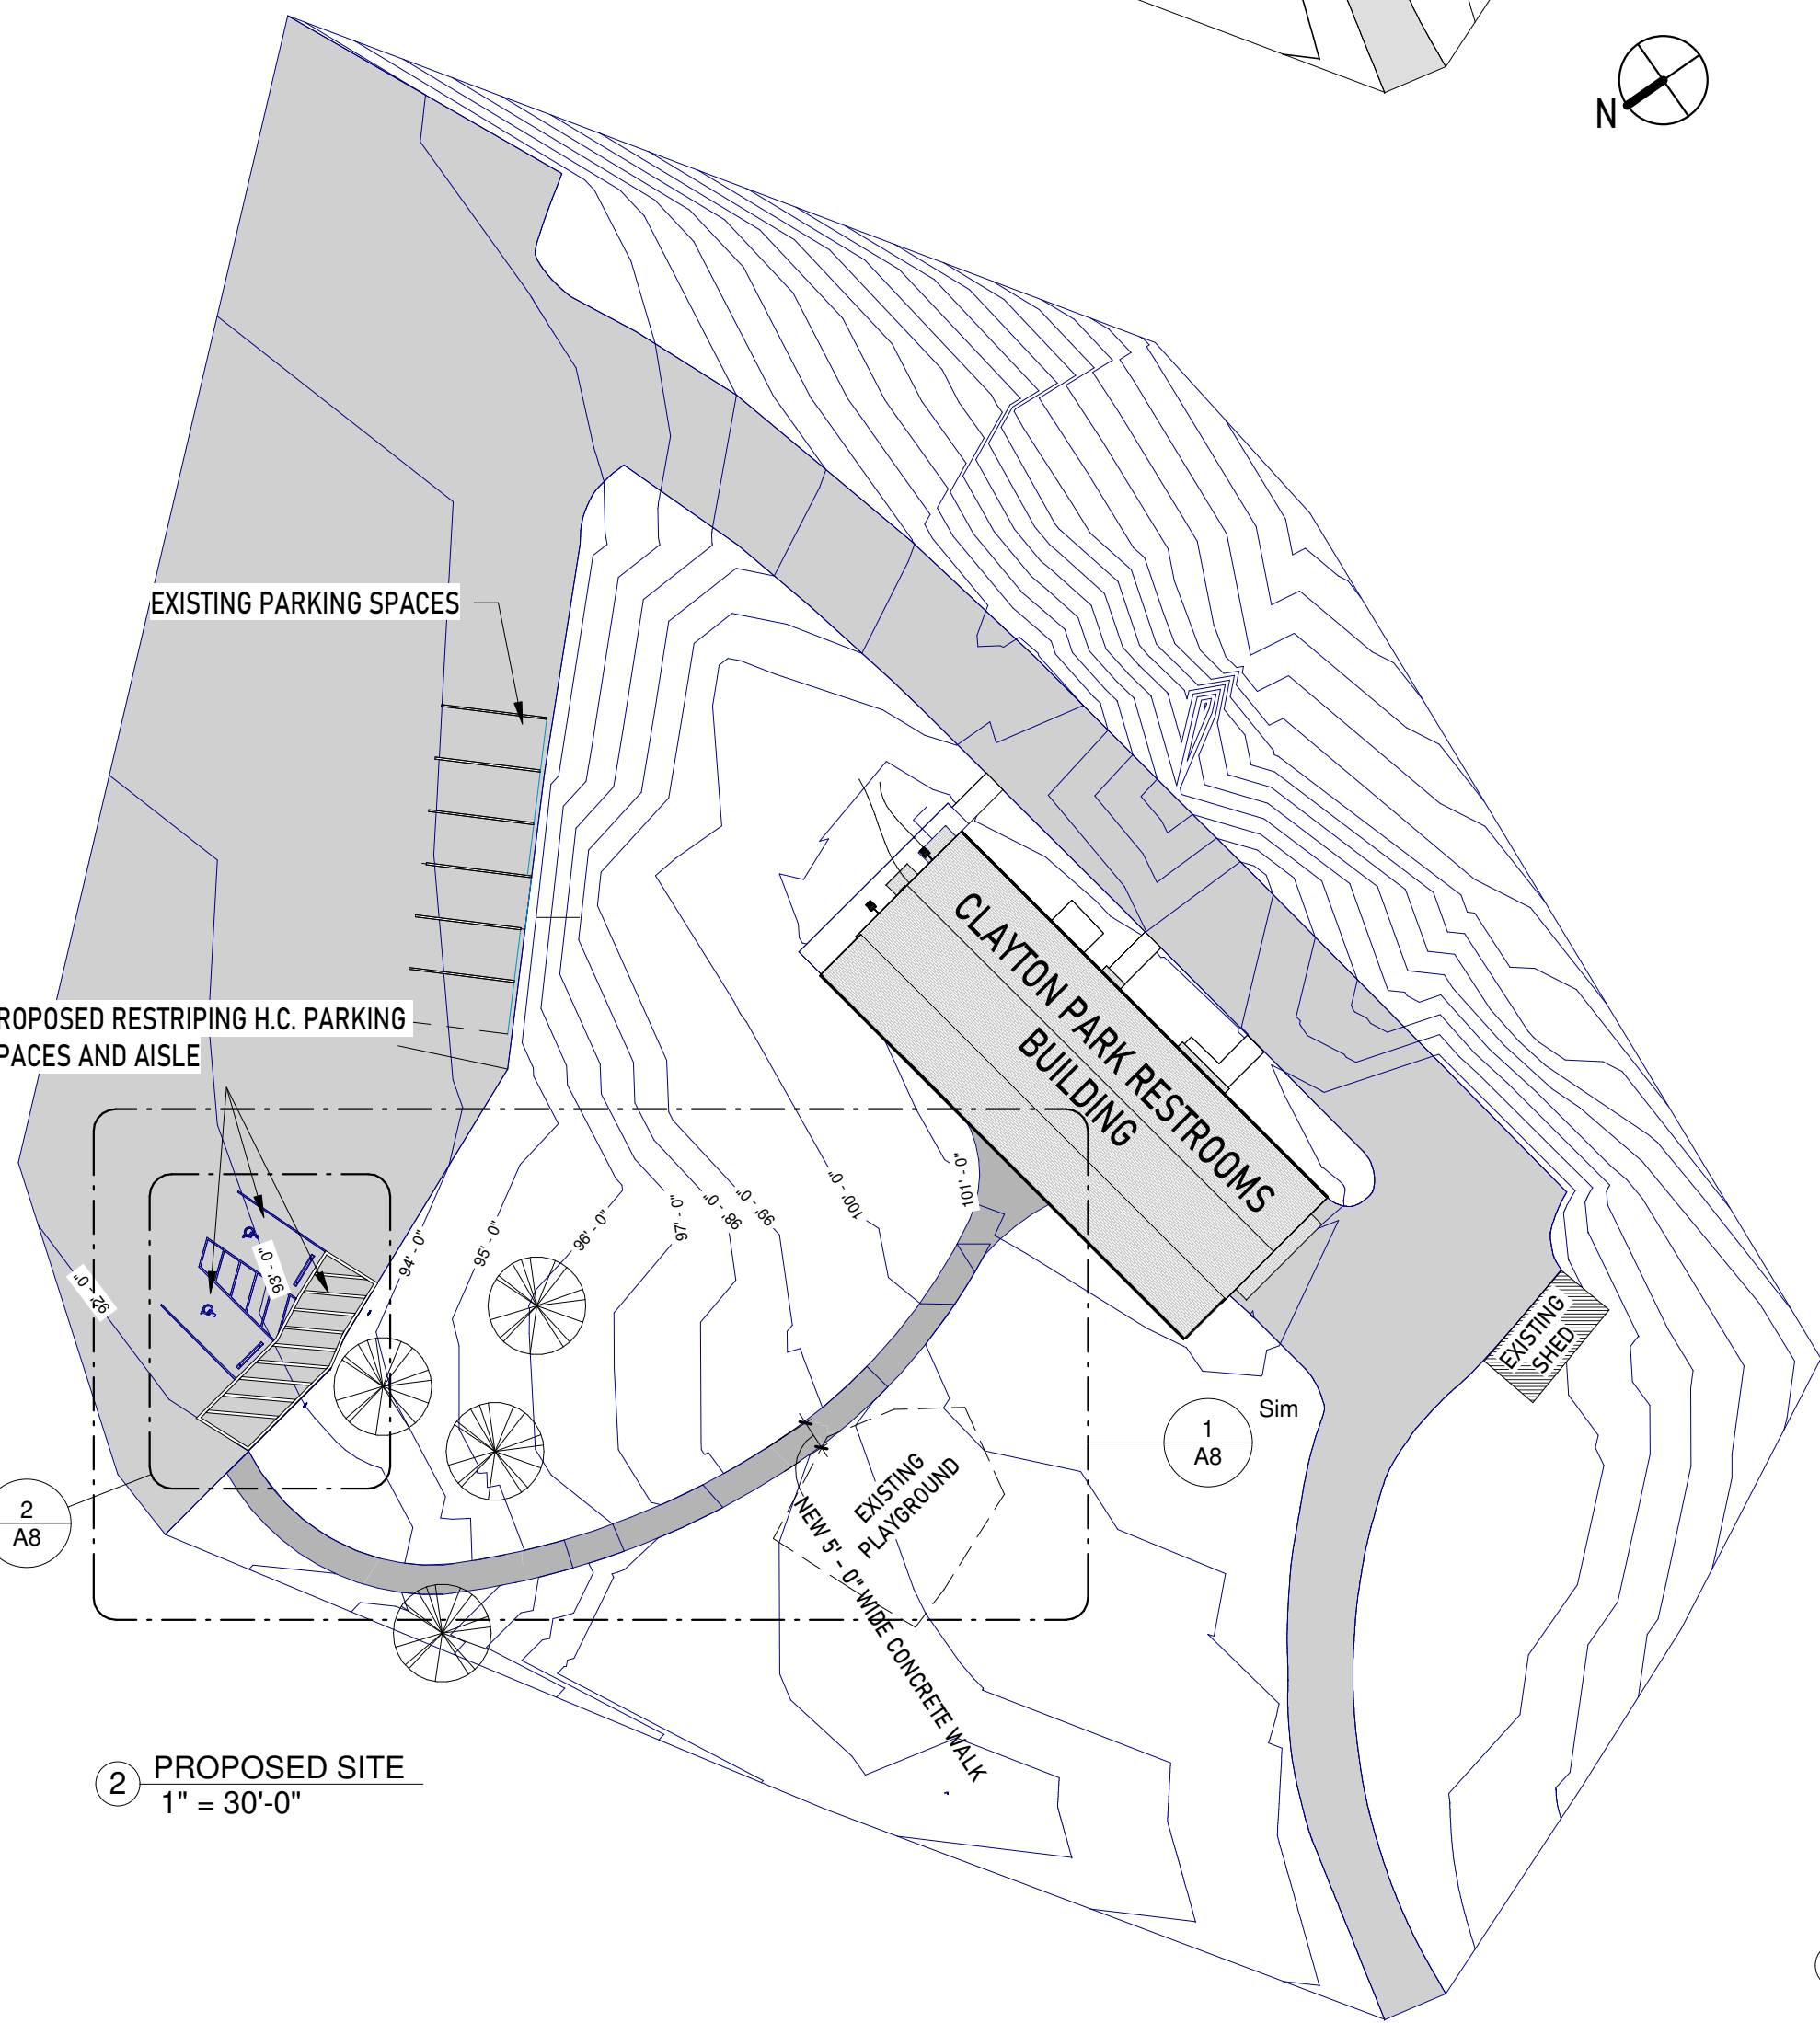 N
EXISTING PARKING SPACES
ROPOSED RESTRIPING H.C. PARKING
PACES AND AISLE
CLAYTON PARK RESTROOMS
BUILDING
92' - 0"
93' - 0"
94' - 0"
95' - 0"
96' - 0"
97' - 0"
98' - 0"
99' - 0"
100' - 0"
101' - 0"
EXISTING
SHED
1
A8
Sim
EXISTING
PLAYGROUND
NEW 5' - 0" WIDE CONCRETE WALK
2
A8
2
PROPOSED SITE
1" = 30'-0"